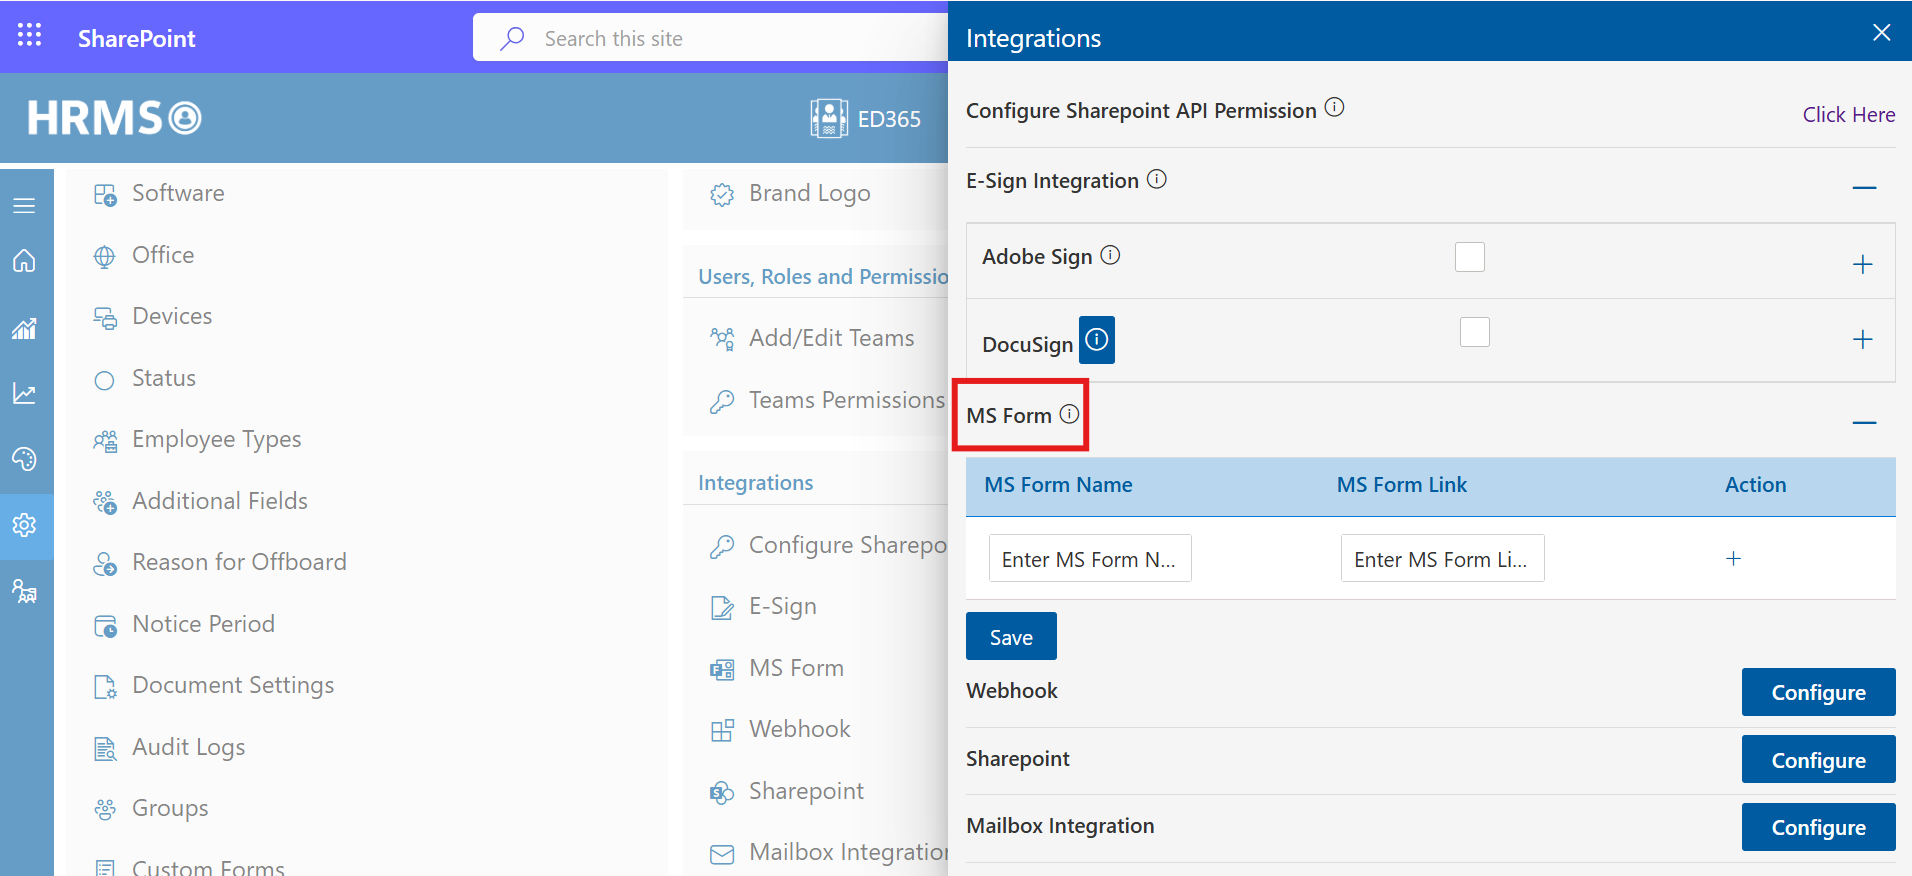 SharePoint
Search this site
HRMS
ED365
Software
Office
Devices
Status
Employee Types
Additional Fields
Reason for Offboard
Notice Period
Document Settings
Audit Logs
Groups
Custom Forms
Brand Logo
Users, Roles and Permissio
Add/Edit Teams
Teams Permissions
Integrations
Configure Sharepo
E-Sign
MS Form
Webhook
Sharepoint
Mailbox Integration
Integrations
Configure Sharepoint API Permission
Click Here
E-Sign Integration
Adobe Sign
DocuSign
MS Form
MS Form Name MS Form Link Action
Enter MS Form N... Enter MS Form Li...
Save
Webhook Configure
Sharepoint Configure
Mailbox Integration Configure